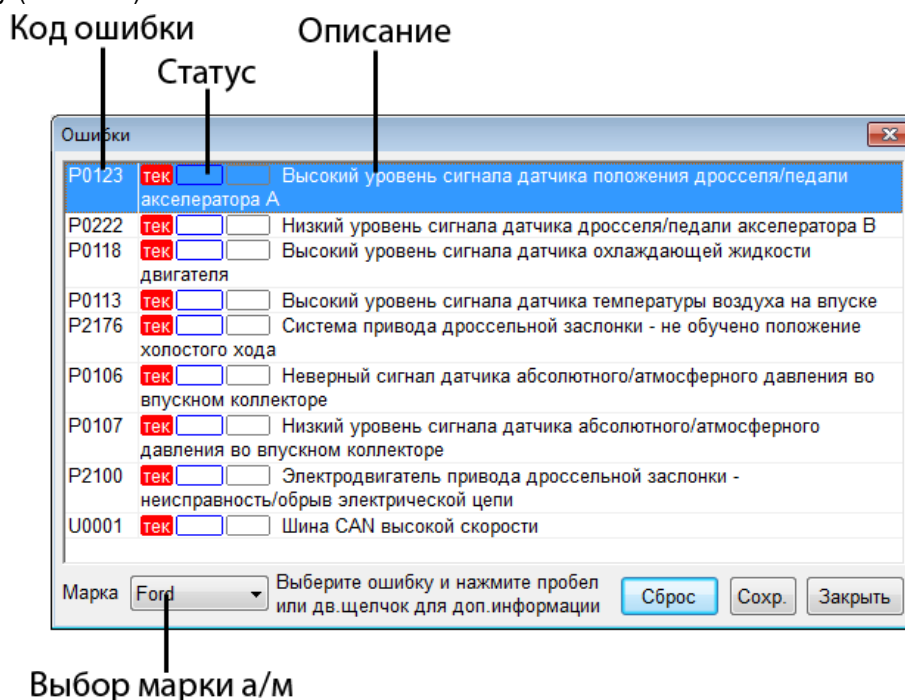 Код ошибки Описание
Статус
Ошибки
P0123 тек Высокий уровень сигнала датчика положения дросселя/педали
акселератора А
P0222 тек Низкий уровень сигнала датчика дросселя/педали акселератора В
P0118 тек Высокий уровень сигнала датчика охлаждающей жидкости
двигателя
P0113 тек Высокий уровень сигнала датчика температуры воздуха на впуске
P2176 тек Система привода дроссельной заслонки - не обучено положение
холостого хода
P0106 тек Неверный сигнал датчика абсолютного/атмосферного давления во
впускном коллекторе
P0107 тек Низкий уровень сигнала датчика абсолютного/атмосферного
давления во впускном коллекторе
P2100 тек Электродвигатель привода дроссельной заслонки -
неисправность/обрыв электрической цепи
U0001 тек Шина CAN высокой скорости
Марка Ford Выберите ошибку и нажмите пробел
или дв.щелчок для доп.информации Сброс Сохр. Закрыть
Выбор марки а/м